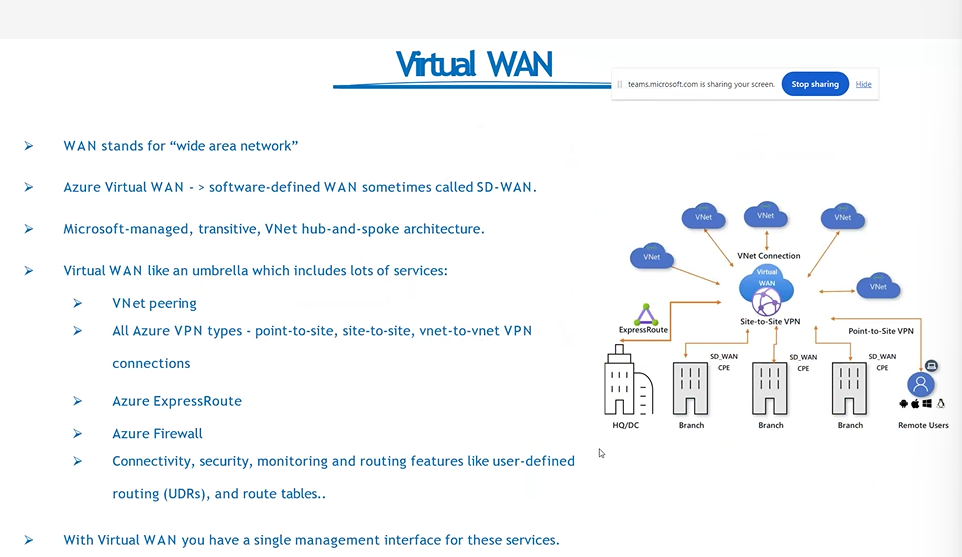 Virtual WAN
teams.microsoft.com is sharing your screen. Stop sharing Hide
WAN stands for “wide area network”
Azure Virtual WAN - > software-defined WAN sometimes called SD-WAN.
Microsoft-managed, transitive, VNet hub-and-spoke architecture.
Virtual WAN like an umbrella which includes lots of services:
VNet peering
All Azure VPN types - point-to-site, site-to-site, vnet-to-vnet VPN
connections
Azure ExpressRoute
Azure Firewall
Connectivity, security, monitoring and routing features like user-defined
routing (UDRs), and route tables..
With Virtual WAN you have a single management interface for these services.
VNet
VNet
VNet
VNet
VNet Connection
Virtual
WAN
VNet
Site-to-Site VPN
ExpressRoute
Point-to-Site VPN
SD_WAN
CPE
SD_WAN
CPE
SD_WAN
CPE
HQ/DC
Branch
Branch
Branch
Remote Users